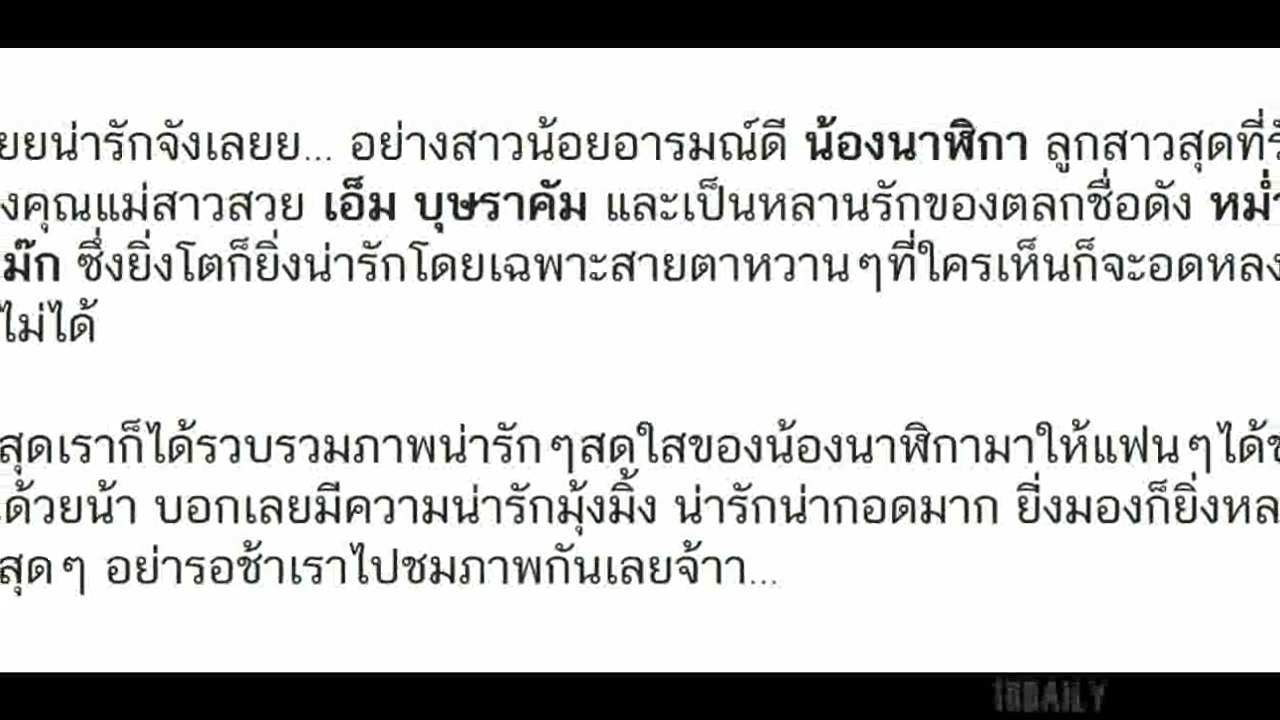 ยยน่ารักจังเลยย... อย่างสาวน้อยอารมณ์ดี น้องนาฬิกา ลูกสาวสุดที่
งคุณแม่สาวสวย เอ็ม บุษราคัม และเป็นหลานรักของตลกชื่อดัง หม่ำ
ม๊ก ซึ่งยิ่งโตก็ยิ่งน่ารักโดยเฉพาะสายตาหวานๆที่ใครเห็นก็จะอดหลง
ไม่ได้
สุดเราก็ได้รวบรวมภาพน่ารักๆสดใสของน้องนาฬิกามาให้แฟนๆได้
ด้วยน้า บอกเลยมีความน่ารักมุ้งมิ้ง น่ารักน่ากอดมาก ยิ่งมองก็ยิ่งหล
สุดๆ อย่ารอช้าเราไปชมภาพกันเลยจ้าา...